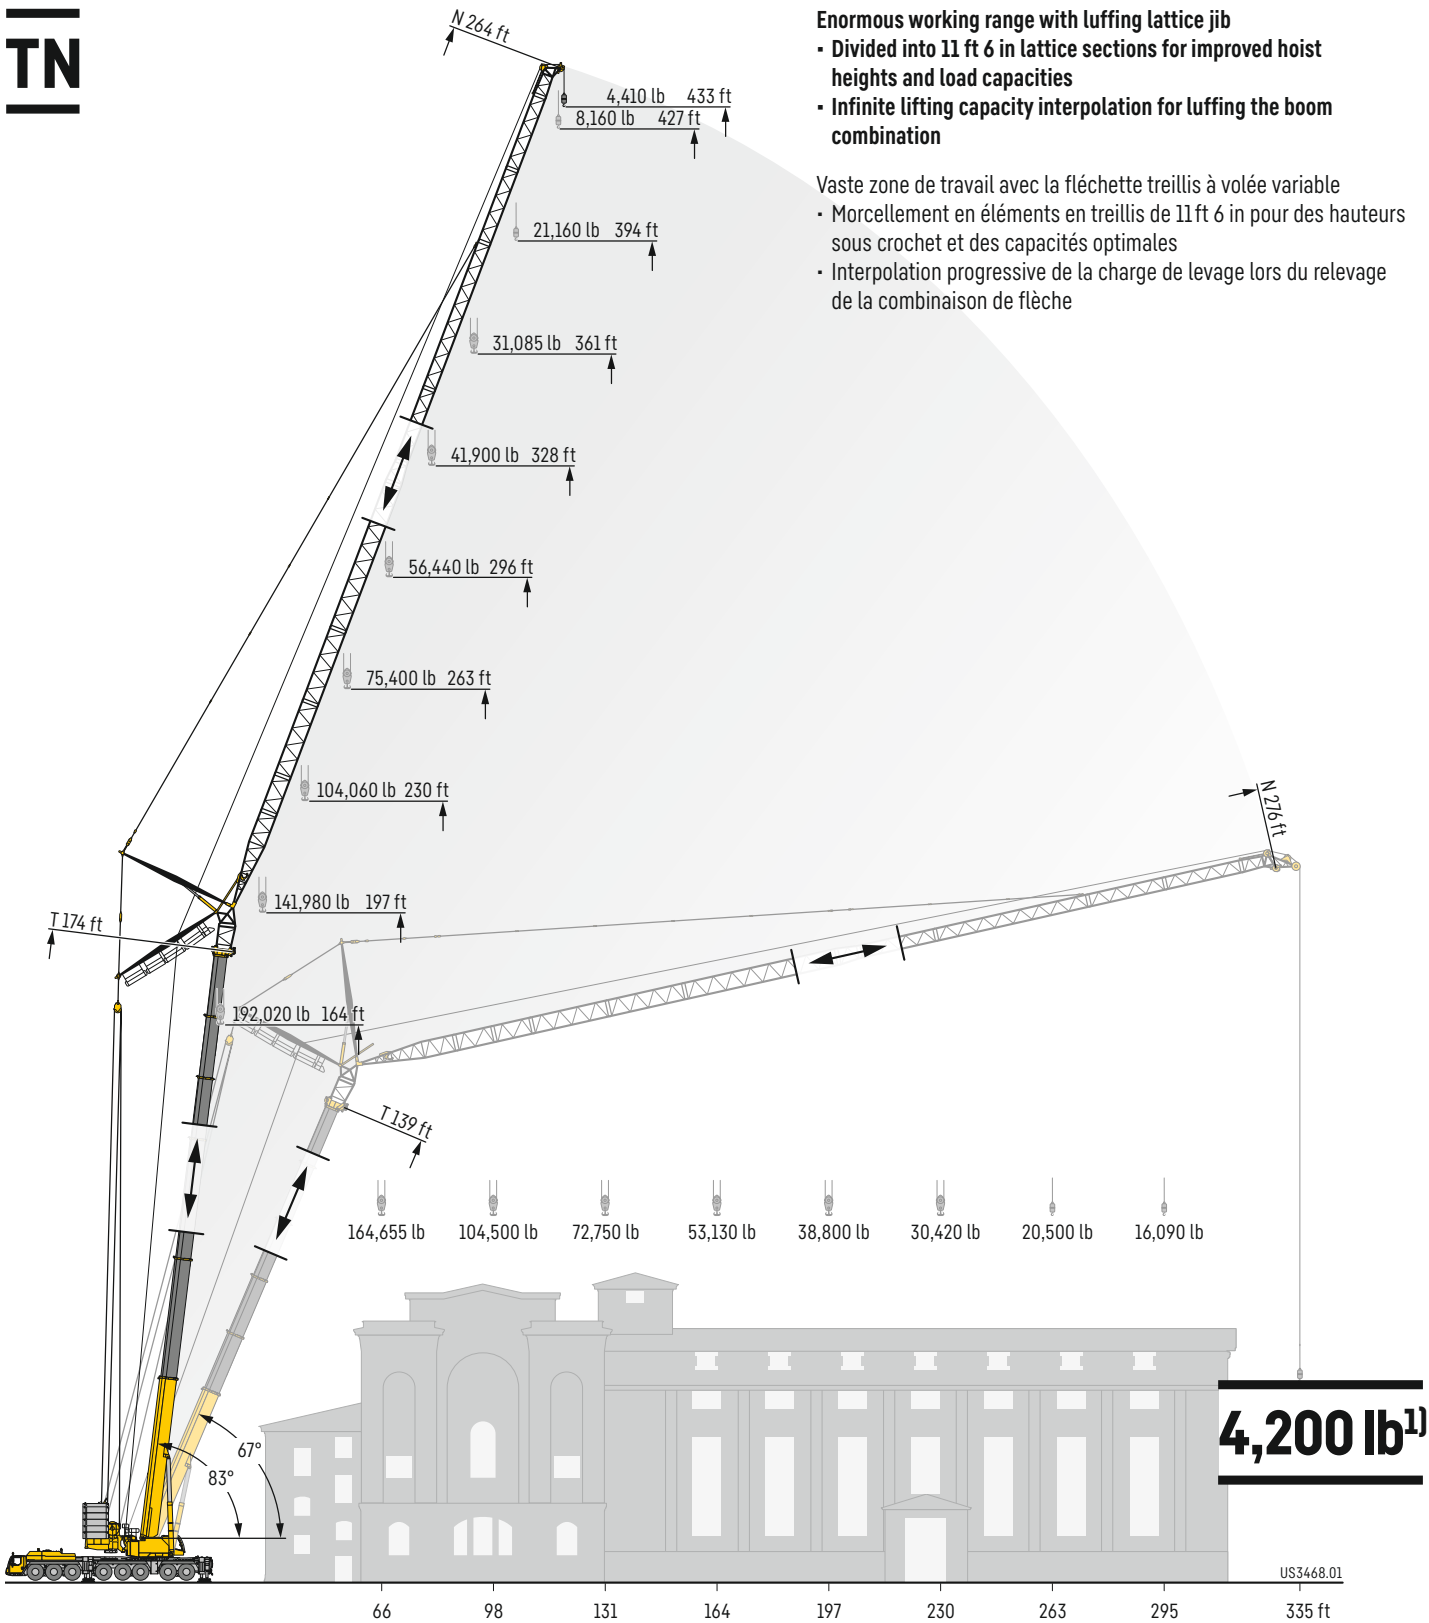 TN
N 264 ft
Enormous working range with luffing lattice jib
- Divided into 11 ft 6 in lattice sections for improved hoist
heights and load capacities
- Infinite lifting capacity interpolation for luffing the boom
combination
Vaste zone de travail avec la fléchette treillis à volée variable
- Morcellement en éléments en treillis de 11 ft 6 in pour des hauteurs
sous crochet et des capacités optimales
- Interpolation progressive de la charge de levage lors du relevage
de la combinaison de flèche
4,410 lb 433 ft
8,160 lb 427 ft
21,160 lb 394 ft
31,085 lb 361 ft
41,900 lb 328 ft
56,440 lb 296 ft
75,400 lb 263 ft
104,060 lb 230 ft
N 276 ft
141,980 lb 197 ft
T 174 ft
192,020 lb 164 ft
T 139 ft
164,655 lb 104,500 lb 72,750 lb 53,130 lb 38,800 lb 30,420 lb 20,500 lb 16,090 lb
4,200 lb¹⁾
67°
83°
US3468.01
66 98 131 164 197 230 263 295 335 ft